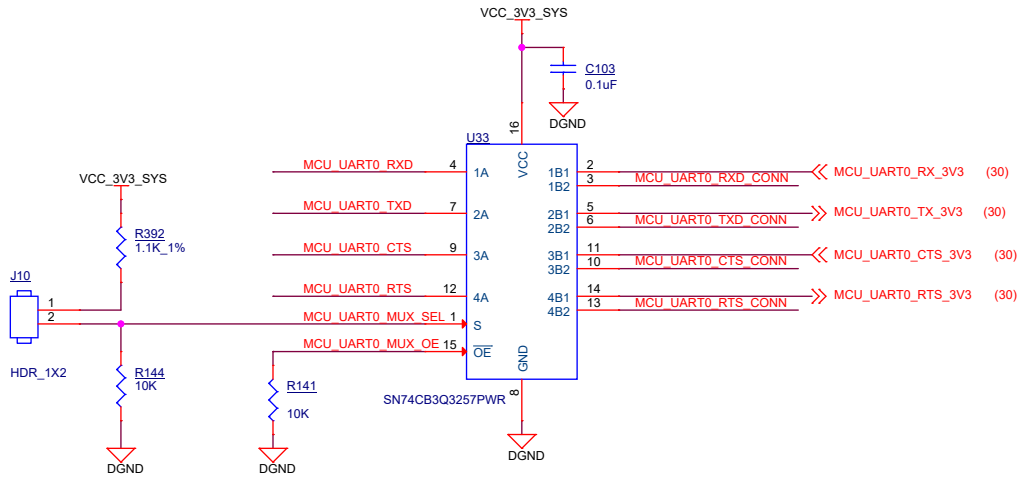 VCC_3V3_SYS
C103
0.1uF
DGND
16
U33
VCC
MCU_UART0_RXD 4 1A 1B1 2 MCU_UART0_RX_3V3 (30)
1B2 3 MCU_UART0_RXD_CONN
VCC_3V3_SYS
MCU_UART0_TXD 7 2A 2B1 5 MCU_UART0_TX_3V3 (30)
2B2 6 MCU_UART0_TXD_CONN
R392
1.1K_1%
MCU_UART0_CTS 9 3A 3B1 11 MCU_UART0_CTS_3V3 (30)
3B2 10 MCU_UART0_CTS_CONN
J10
MCU_UART0_RTS 12 4A 4B1 14 MCU_UART0_RTS_3V3 (30)
1
4B2 13 MCU_UART0_RTS_CONN
2 MCU_UART0_MUX_SEL 1 S
MCU_UART0_MUX_OE 15 OE
GND
HDR_1X2
R144
10K
R141
10K
8
SN74CB3Q3257PWR
DGND
DGND
DGND